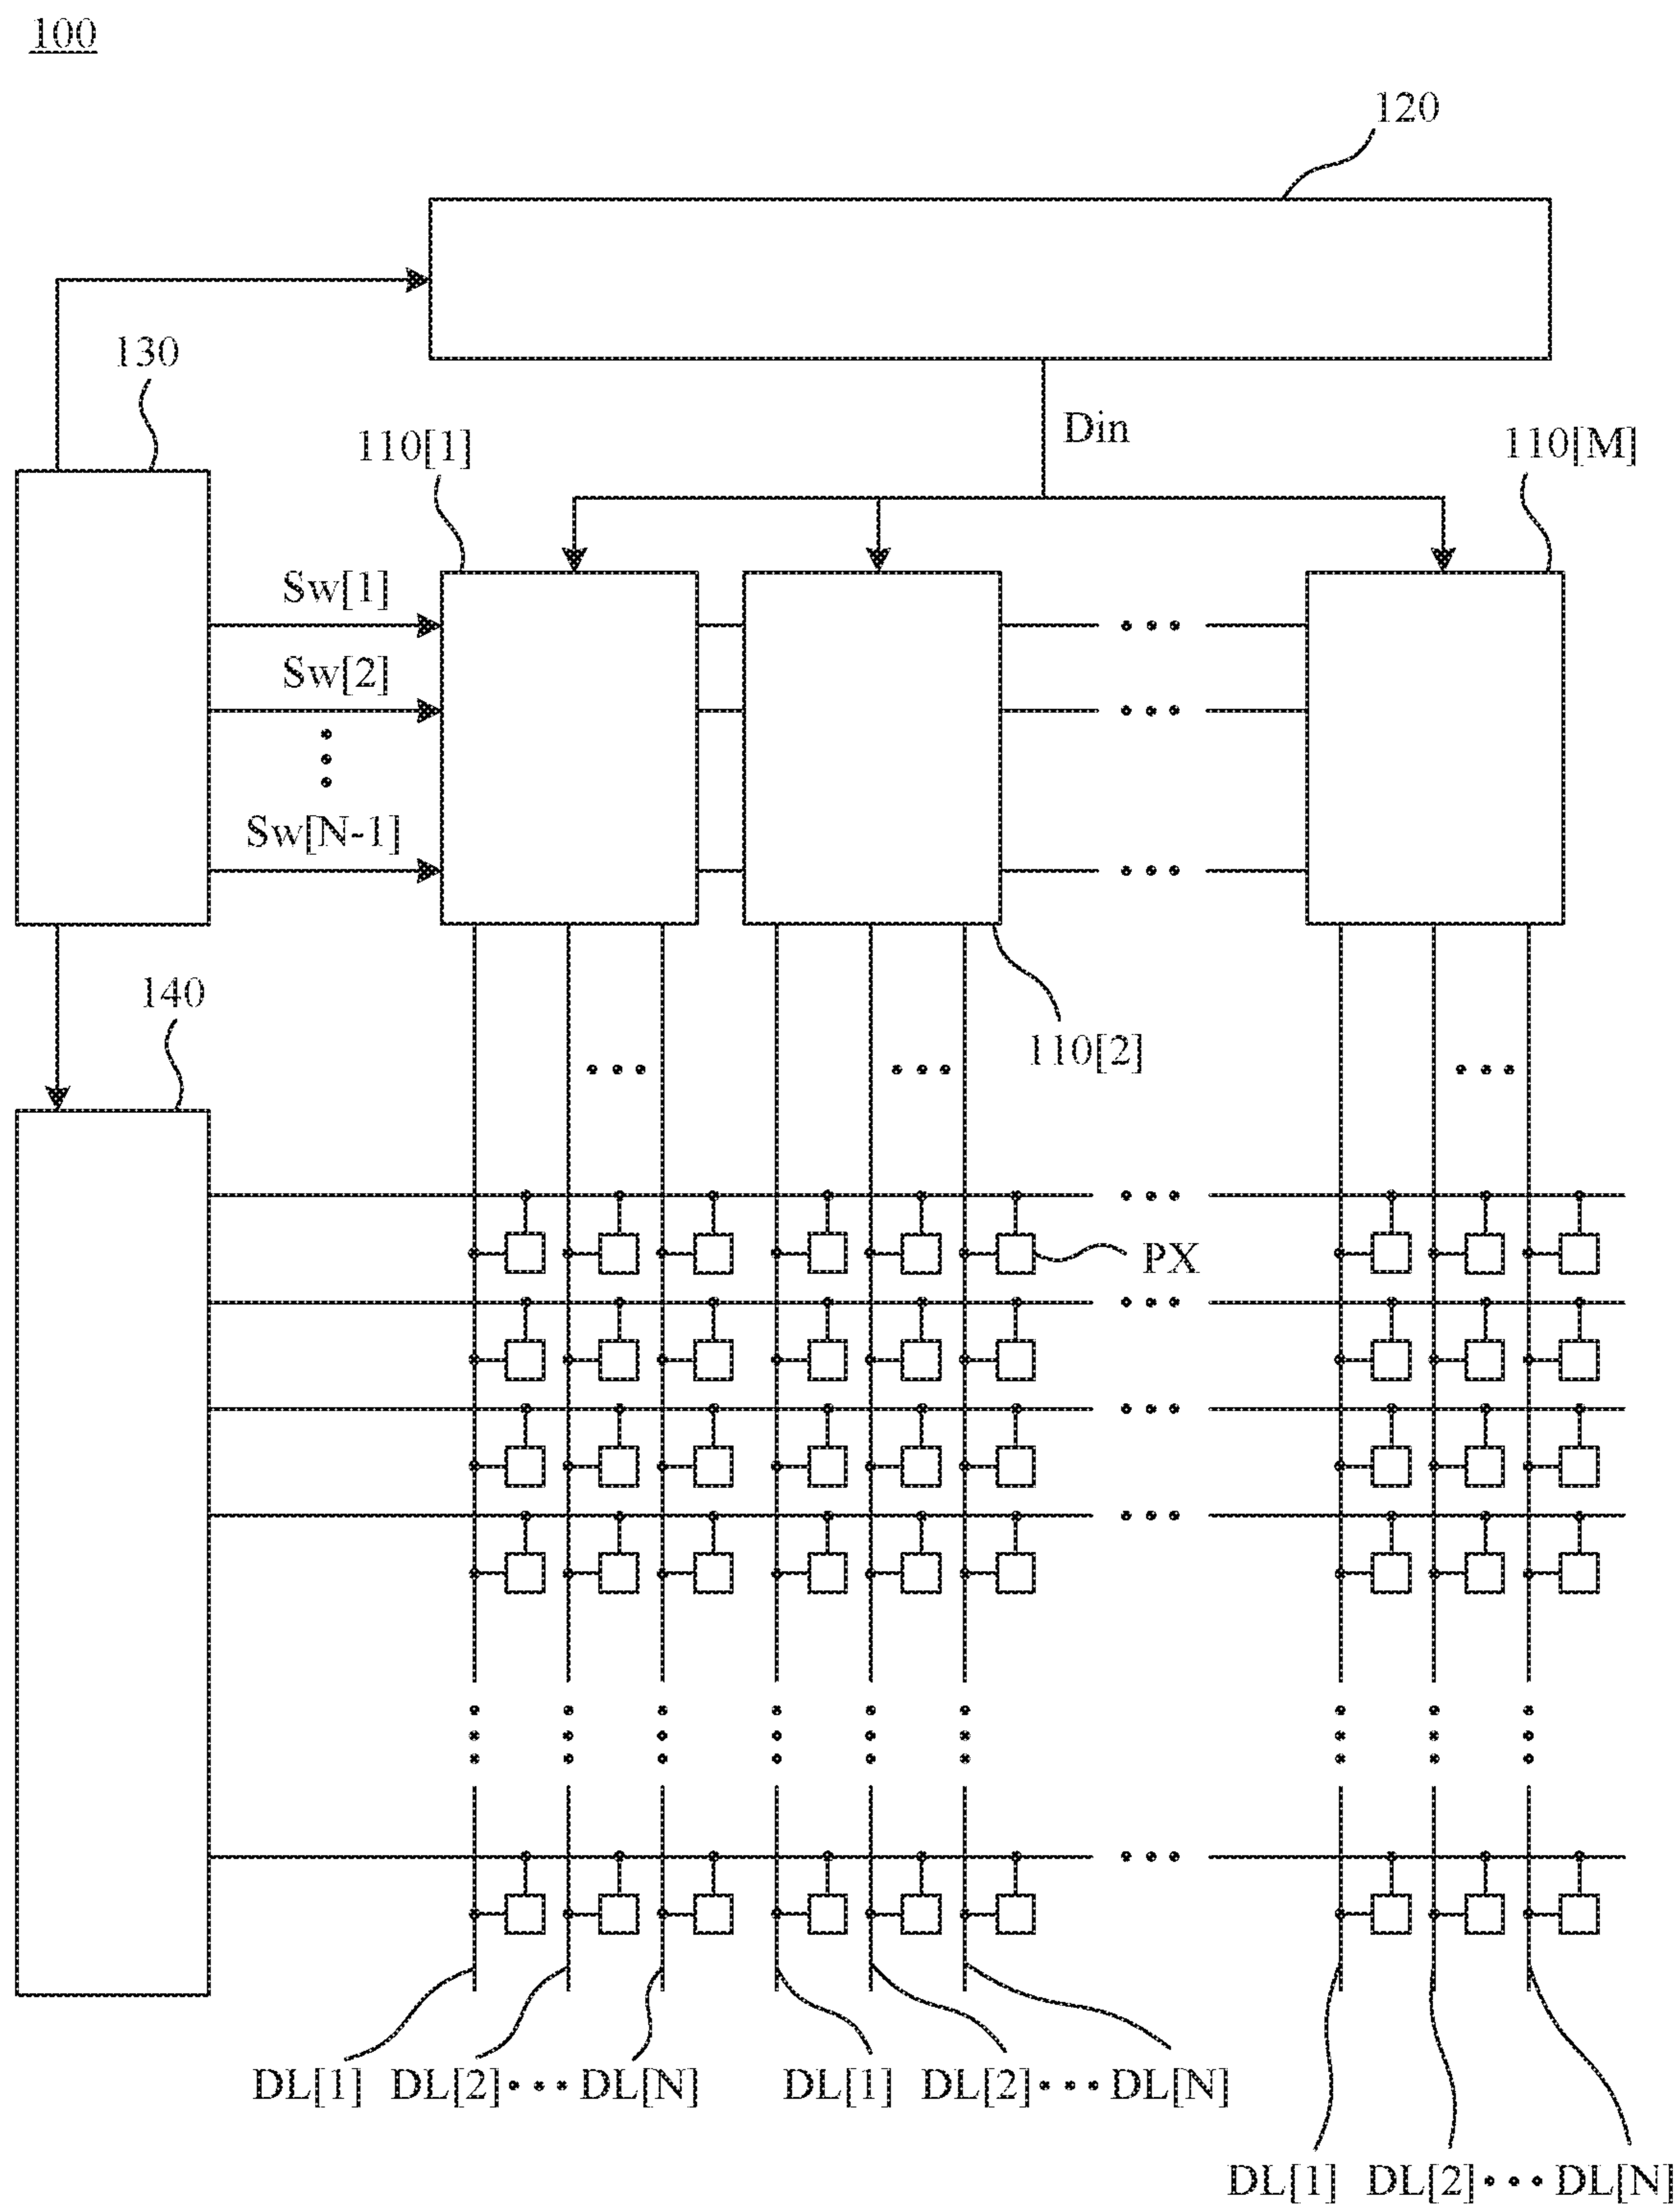 100
120
130
Din
110[1]
110[M]
Sw[1]
Sw[2]
Sw[N-1]
140
110[2]
PX
DL[1] DL[2]•••DL[N] DL[1] DL[2]•••DL[N]
DL[1] DL[2]•••DL[N]